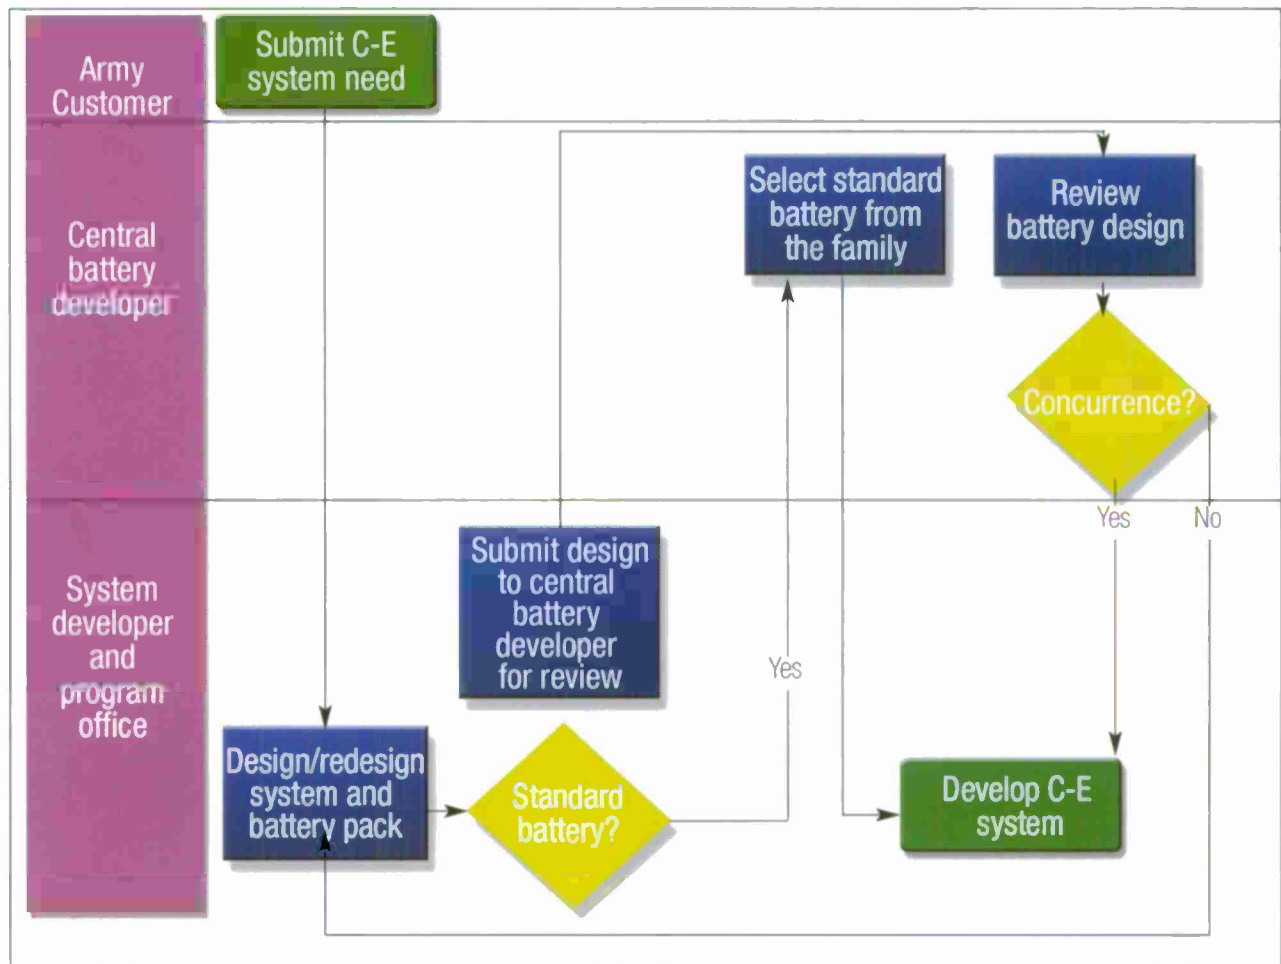 Army
Customer
Submit C-E
system need
Central
battery
developer
Select standard
battery from
the family
Review
battery design
Concurrence?
Yes
No
System
developer
and
program
office
Submit design
to central
battery
developer
for review
Yes
Design/redesign
system and
battery pack
Standard
battery?
Develop C-E
system